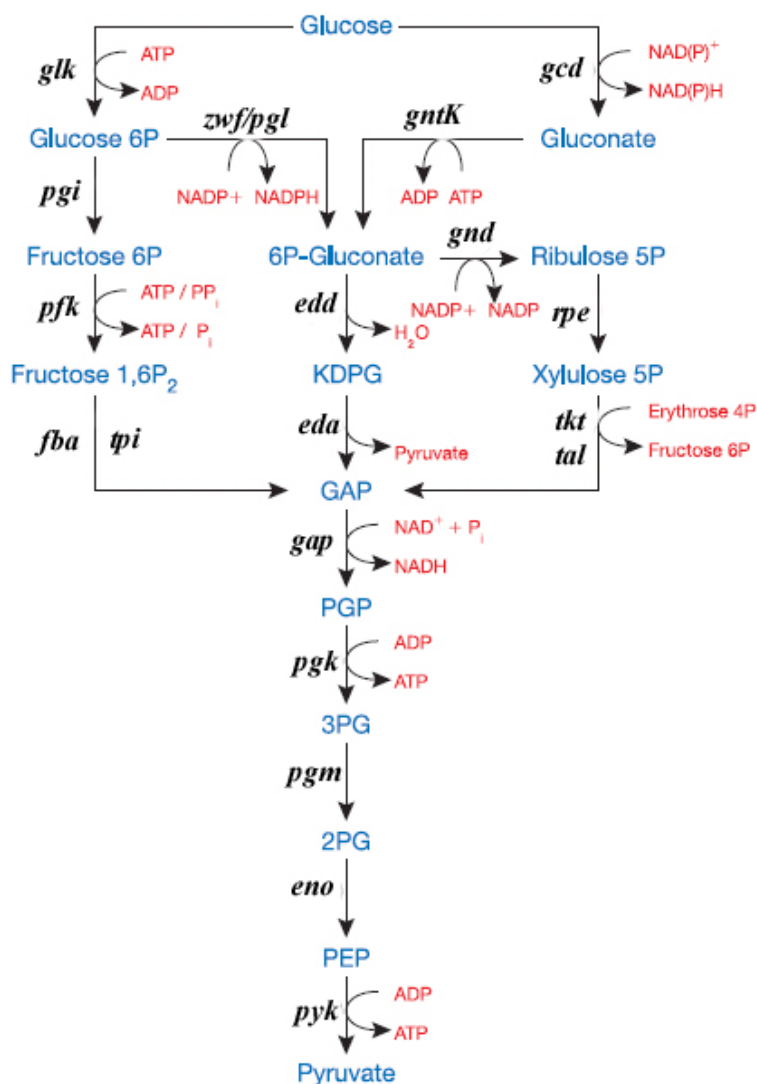 Glucose
glk
ATP
ADP
gcd
NAD(P)+
NAD(P)H
Glucose 6P
zwf/pgl
gntK
Gluconate
NADP+ NADPH
ADP ATP
pgi
Fructose 6P
6P-Gluconate
gnd
Ribulose 5P
pfk
ATP / PPi
ATP / Pi
edd
H2O
NADP+ NADP
rpe
Fructose 1,6P2
KDPG
Xylulose 5P
fba tpi
eda
Pyruvate
tkt
tal
Erythrose 4P
Fructose 6P
GAP
gap
NAD+ + Pi
NADH
PGP
pgk
ADP
ATP
3PG
pgm
2PG
eno
PEP
pyk
ADP
ATP
Pyruvate